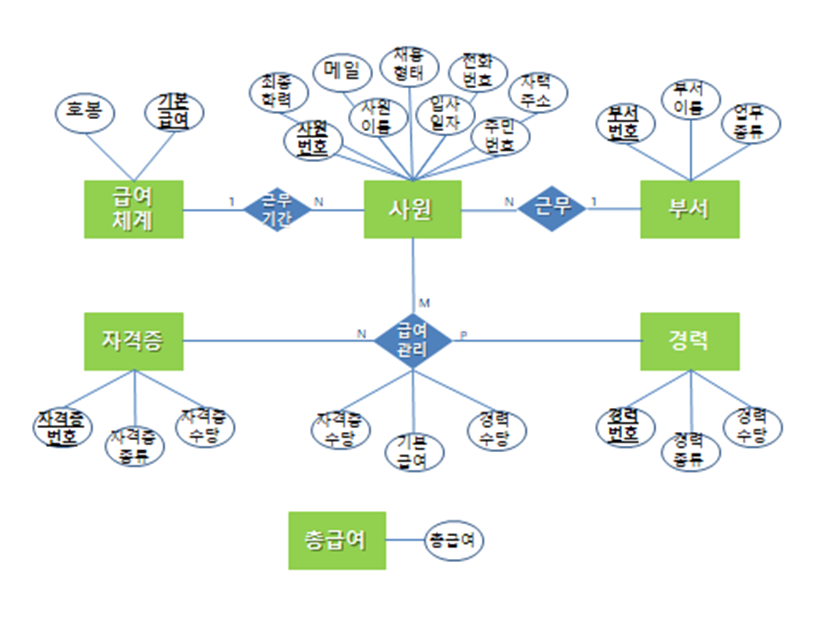 최종
학력
메일
채용
형태
전화
번호
자택
주소
호봉
기본
급여
사원
번호
사원
이름
입사
일자
주민
번호
부서
번호
부서
이름
업무
종류
급여
체계
1
근무
기간
N
사원
N
근무
1
부서
M
자격증
N
급여
관리
P
경력
자격증
번호
자격증
종류
자격증
수당
자격증
수당
기본
급여
경력
수당
경력
번호
경력
종류
경력
수당
총급여
총급여